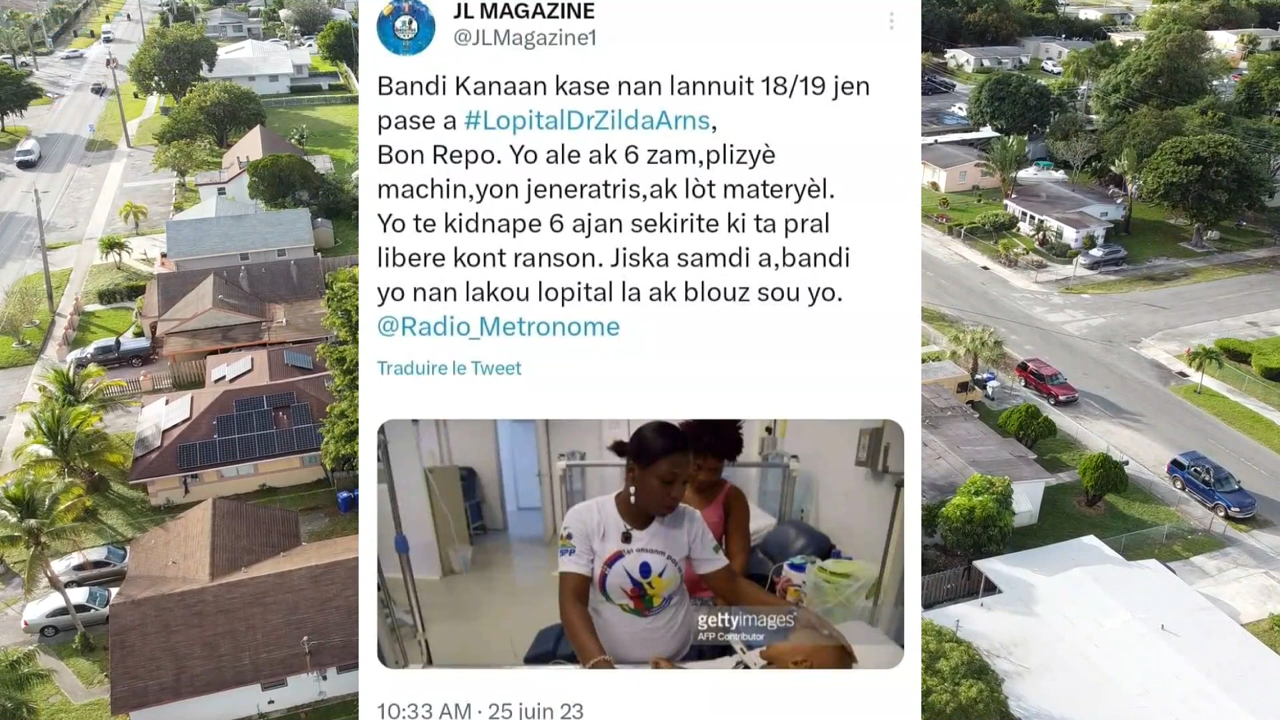 JL MAGAZINE
@JLMagazine1
Bandi Kanaan kase nan lannuit 18/19 jen
pase a #LopitalDrZildaArns,
Bon Repo. Yo ale ak 6 zam,plizyè
machin,yon jeneratris,ak lòt materyèl.
Yo te kidnape 6 ajan sekirite ki ta pral
libere kont ranson. Jiska samdi a,bandi
yo nan lakou lopital la ak blouz sou yo.
@Radio_Metronome
Traduire le Tweet
gettyimages
AFP Contributor
10:33 AM · 25 juin 23